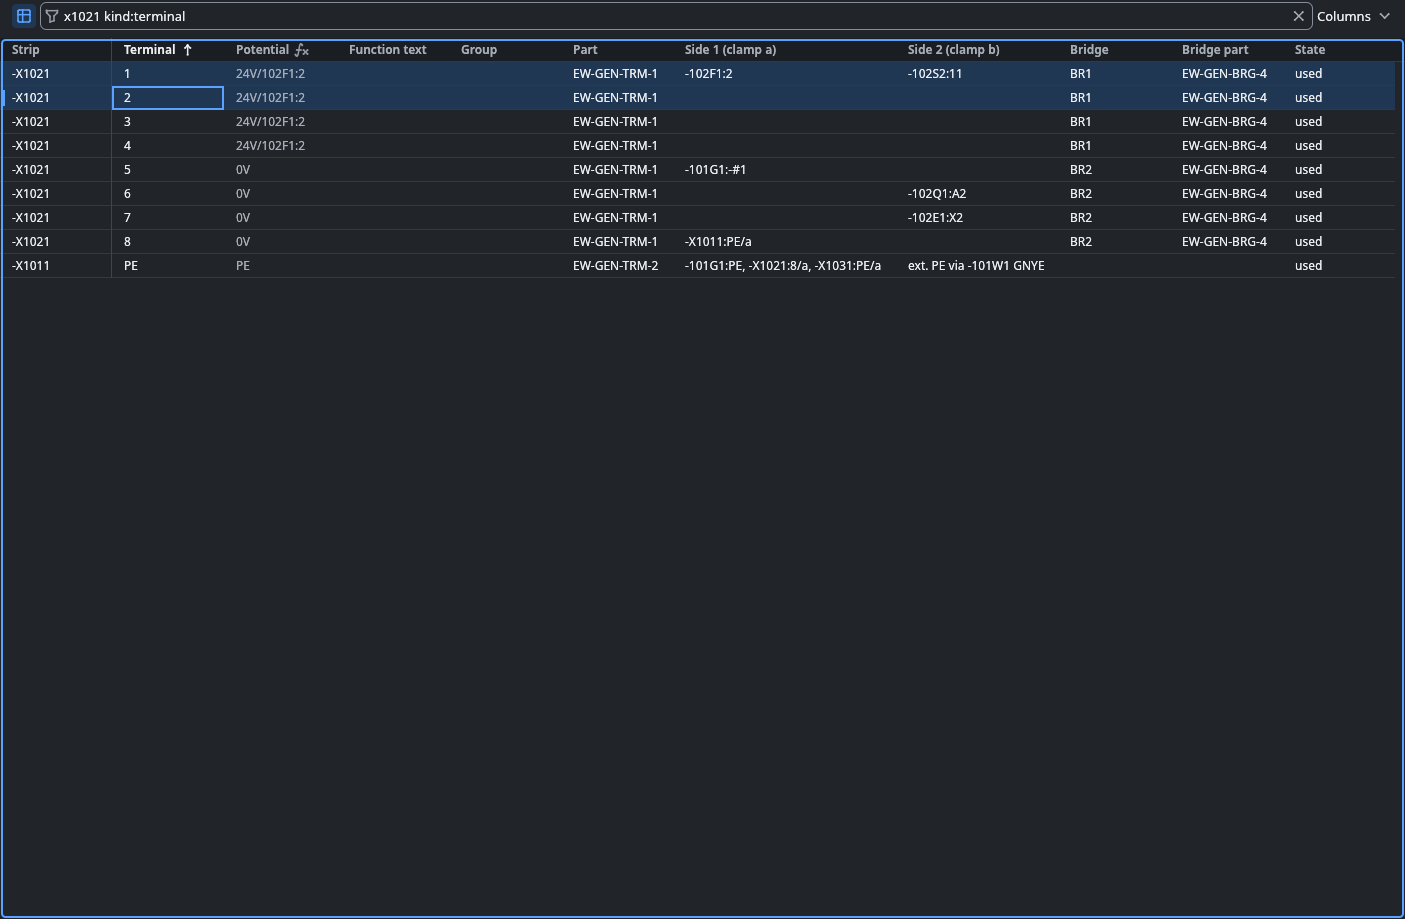 x1021 kind:terminal Columns
Strip Terminal ↑ Potential fx Function text Group Part Side 1 (clamp a) Side 2 (clamp b) Bridge Bridge part State
-X1021 1 24V/102F1:2 EW-GEN-TRM-1 -102F1:2 -102S2:11 BR1 EW-GEN-BRG-4 used
-X1021 2 24V/102F1:2 EW-GEN-TRM-1 BR1 EW-GEN-BRG-4 used
-X1021 3 24V/102F1:2 EW-GEN-TRM-1 BR1 EW-GEN-BRG-4 used
-X1021 4 24V/102F1:2 EW-GEN-TRM-1 BR1 EW-GEN-BRG-4 used
-X1021 5 0V EW-GEN-TRM-1 -101G1:-#1 BR2 EW-GEN-BRG-4 used
-X1021 6 0V EW-GEN-TRM-1 -102Q1:A2 BR2 EW-GEN-BRG-4 used
-X1021 7 0V EW-GEN-TRM-1 -102E1:X2 BR2 EW-GEN-BRG-4 used
-X1021 8 0V EW-GEN-TRM-1 -X1011:PE/a BR2 EW-GEN-BRG-4 used
-X1011 PE PE EW-GEN-TRM-2 -101G1:PE, -X1021:8/a, -X1031:PE/a ext. PE via -101W1 GNYE used